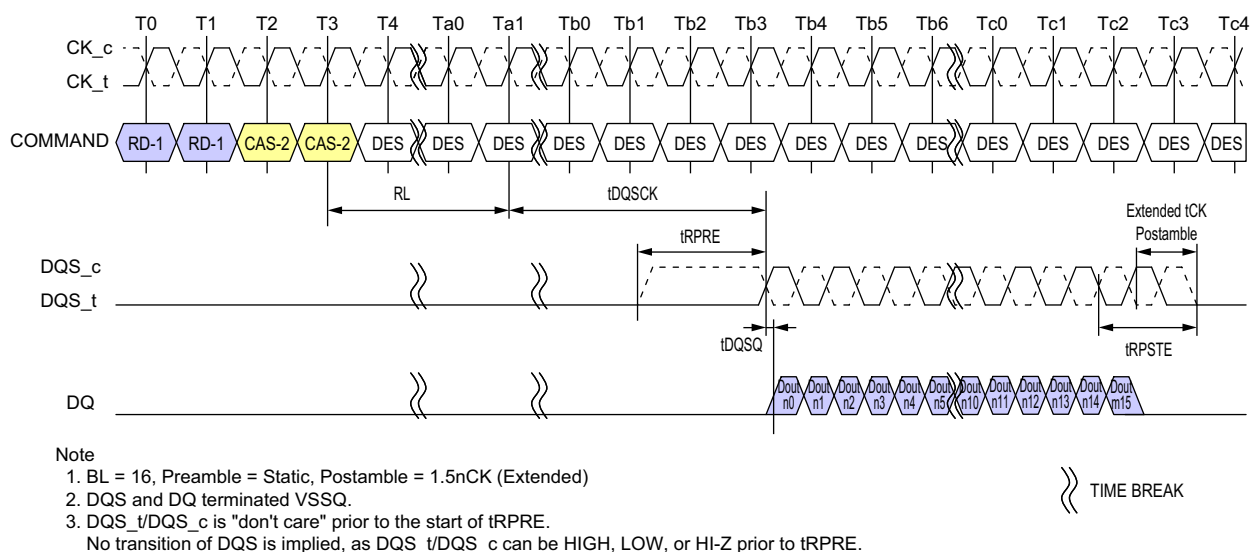 T0 T1 T2 T3 T4 Ta0 Ta1 Tb0 Tb1 Tb2 Tb3 Tb4 Tb5 Tb6 Tc0 Tc1 Tc2 Tc3 Tc4
CK_c
CK_t
COMMAND RD-1 RD-1 CAS-2 CAS-2 DES DES DES DES DES DES DES DES DES DES DES DES DES DES DES
RL tDQSCK
Extended tCK
Postamble
tRPRE
DQS_c
DQS_t
tDQSQ tRPSTE
Dout Dout Dout Dout Dout Dout Dout Dout Dout Dout Dout Dout
n0 n1 n2 n3 n4 n5 n10 n11 n12 n13 n14 m15
DQ
Note
1. BL = 16, Preamble = Static, Postamble = 1.5nCK (Extended)
2. DQS and DQ terminated VSSQ.
3. DQS_t/DQS_c is "don't care" prior to the start of tRPRE.
No transition of DQS is implied, as DQS_t/DQS_c can be HIGH, LOW, or HI-Z prior to tRPRE.
TIME BREAK